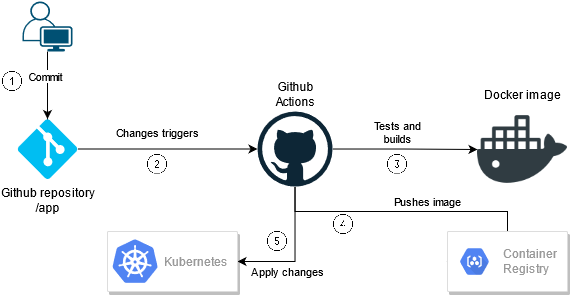 1
Commit
Github
Actions
Docker image
Changes triggers
2
Tests and
builds
3
Github repository
/app
Pushes image
4
5
Kubernetes
Apply changes
Container
Registry